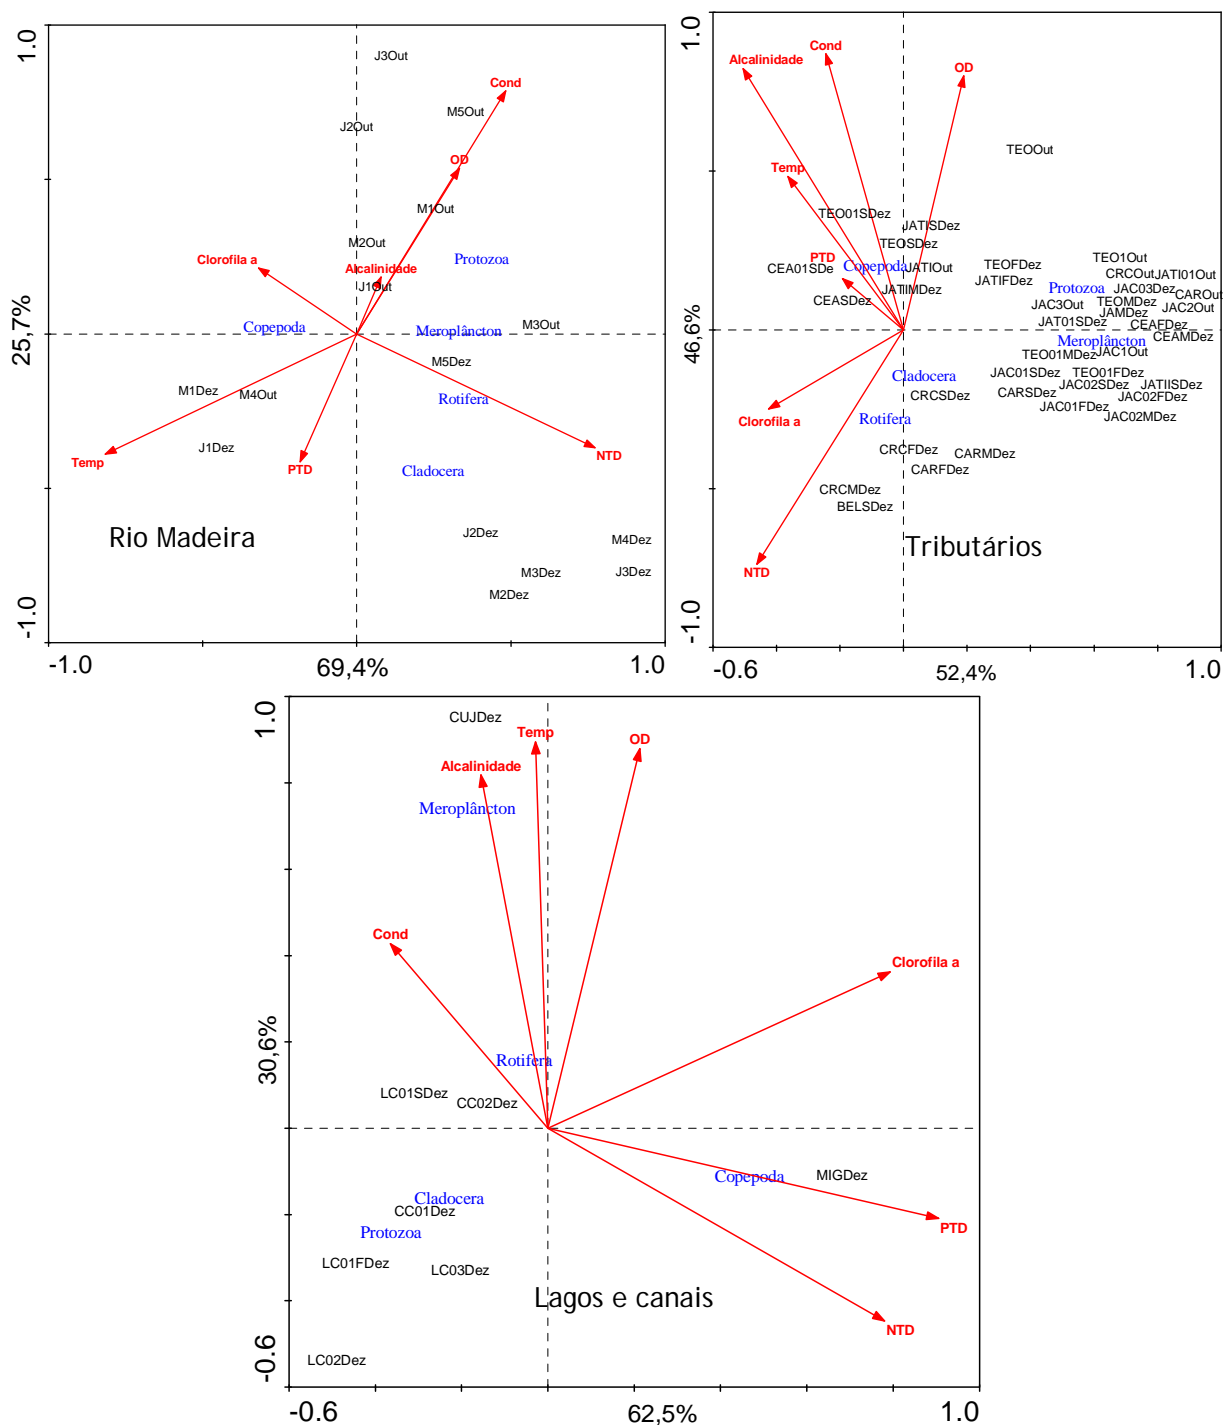 1.0
J3Out
Cond
M5Out
J2Out
OD
M1Out
M2Out
Protozoa
Clorofila a
Alcalinidade
J1Out
Copepoda
Meroplâncton
M3Out
25,7%
M5Dez
M1Dez
M4Out
Rotifera
J1Dez
Temp
PTD
Cladocera
NTD
Rio Madeira
J2Dez
M4Dez
M3Dez
J3Dez
M2Dez
-1.0
-1.0
69,4%
1.0
1.0
Cond
Alcalinidade
OD
TEOOut
Temp
TEO01SDez
JATISDez
TEOSDez
PTD
CEA01SDe
Copepoda
JATIOut
TEOFDez
TEO1Out
CRCOut
JATI01Out
CEASDez
JATIIMDez
JATIFDez
Protozoa
JAC03Dez
CAROut
JAC3Out
TEOMDez
JAC2Out
JAMDez
JAT01SDez
CEAFDez
46,6%
Meroplâncton
CEAMDez
TEO01MDez
JAC1Out
Cladocera
JAC01SDez
TEO01FDez
CRCSDez
CARSDez
JAC02SDez
JATIISDez
Clorofila a
Rotifera
JAC01FDez
JAC02FDez
JAC02MDez
CRCFDez
CARMDez
CARFDez
CRCMDez
BELSDez
Tributários
NTD
-1.0
-0.6
52,4%
1.0
1.0
CUJDez
Temp
OD
Alcalinidade
Meroplâncton
Cond
Clorofila a
30,6%
Rotifera
LC01SDez
CC02Dez
Copepoda
MIGDez
Cladocera
CC01Dez
Protozoa
PTD
LC01FDez
LC03Dez
Lagos e canais
NTD
LC02Dez
-0.6
-0.6
62,5%
1.0